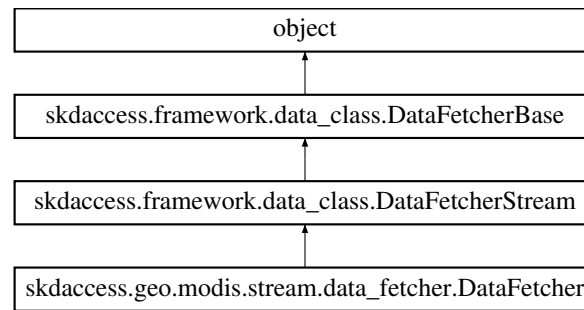 object
skdaccess.framework.data_class.DataFetcherBase
skdaccess.framework.data_class.DataFetcherStream
skdaccess.geo.modis.stream.data_fetcher.DataFetcher